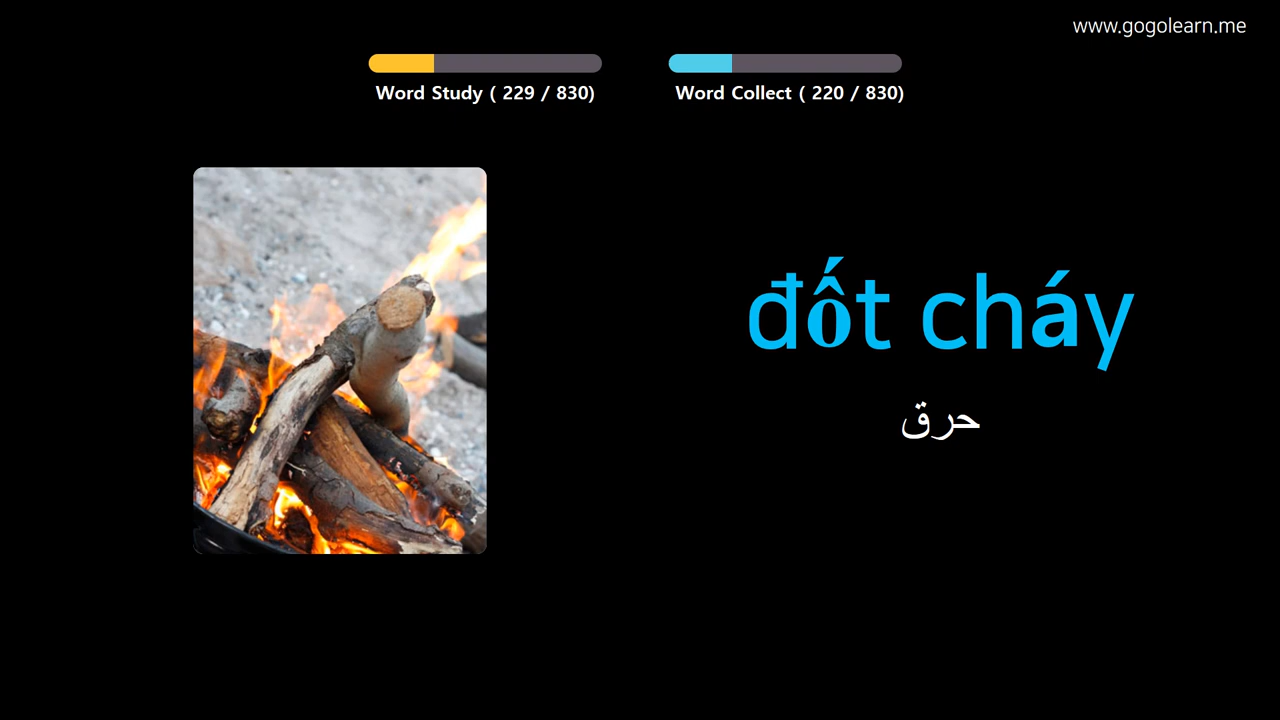 www.gogolearn.me
Word Study ( 229 / 830)
Word Collect ( 220 / 830)
đốt cháy
حرق